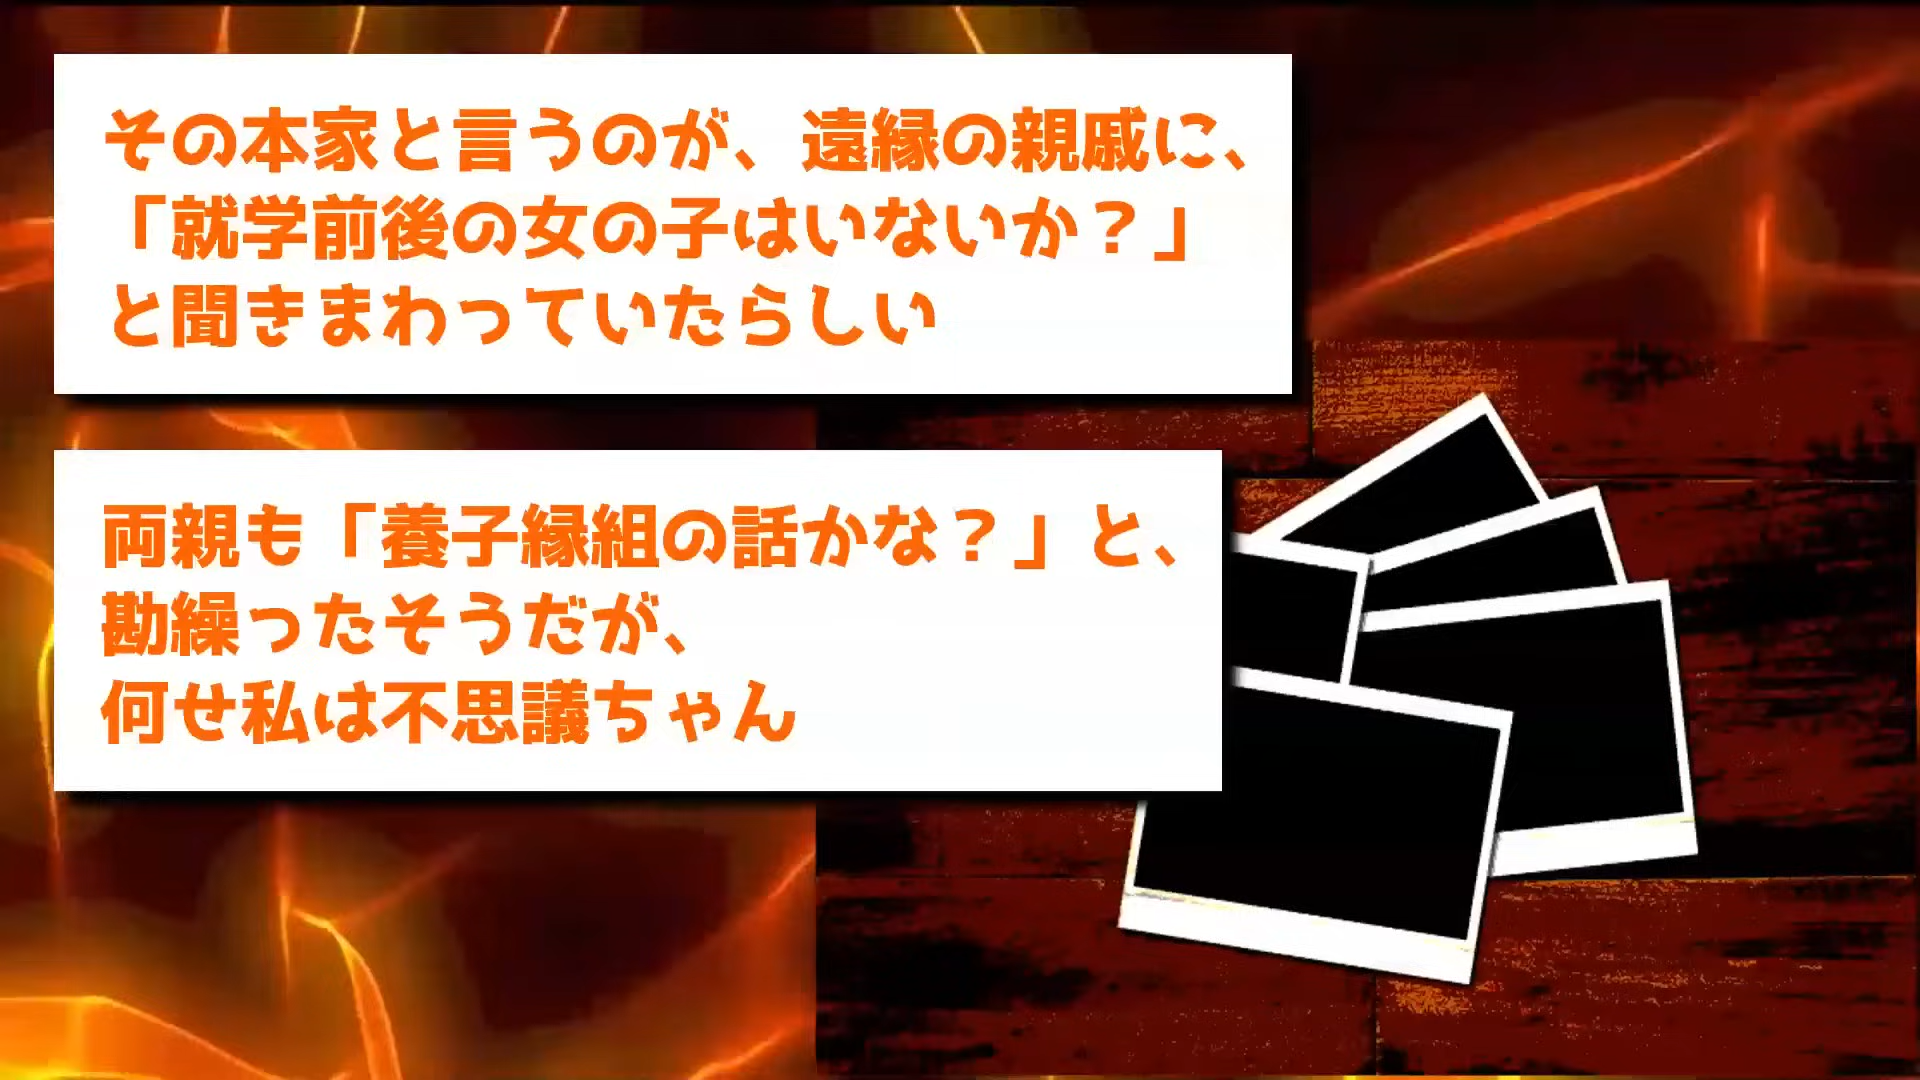 その本家と言うのが、遠縁の親戚に、
「就学前後の女の子はいないか？」
と聞きまわっていたらしい
両親も「養子縁組の話かな？」と、
勘繰ったそうだが、
何せ私は不思議ちゃん